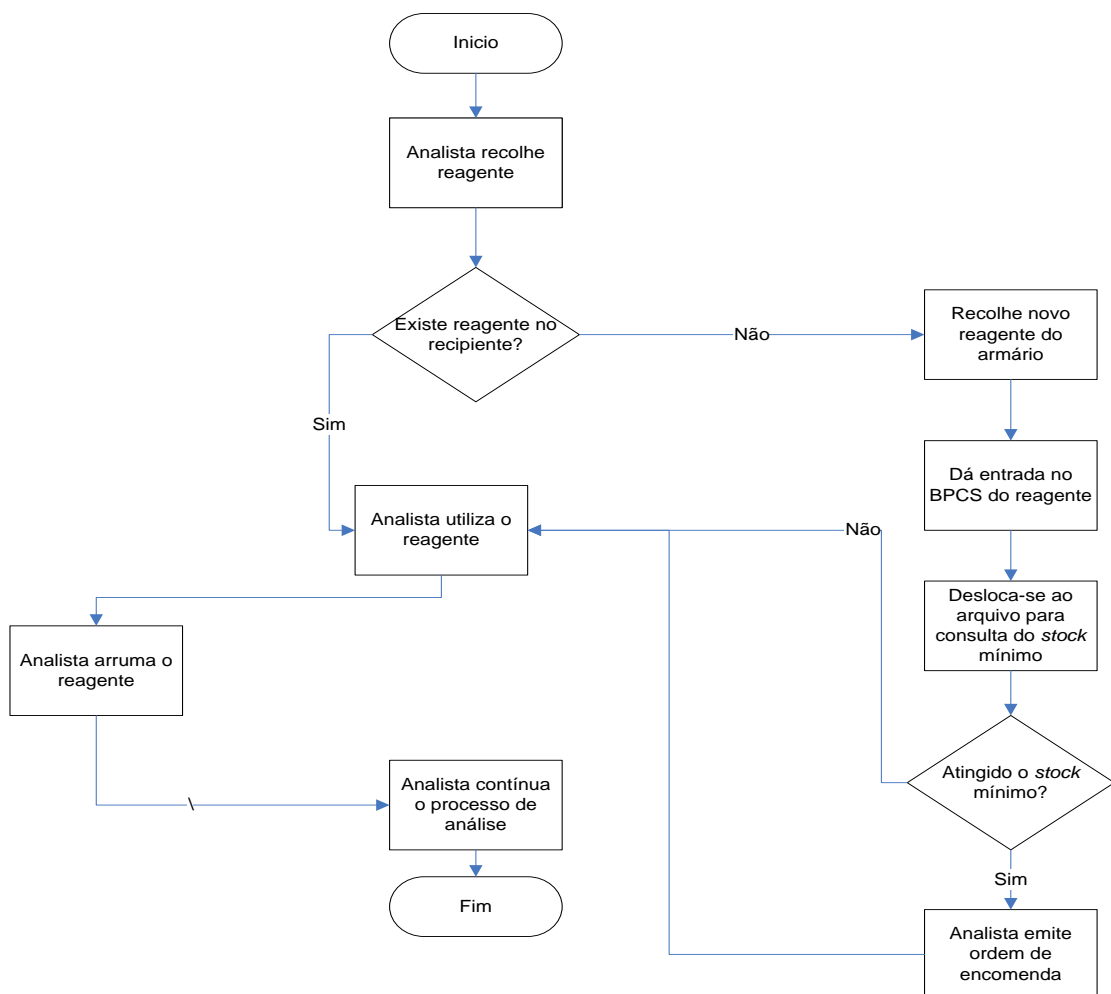 Inicio
Analista recolhe
reagente
Existe reagente no
recipiente?
Não
Recolhe novo
reagente do
armário
Sim
Dá entrada no
BPCS do reagente
Analista utiliza o
reagente
Não
Desloca-se ao
arquivo para
consulta do stock
mínimo
Analista arruma o
reagente
Atingido o stock
mínimo?
Analista contínua
o processo de
análise
\
Sim
Fim
Analista emite
ordem de
encomenda